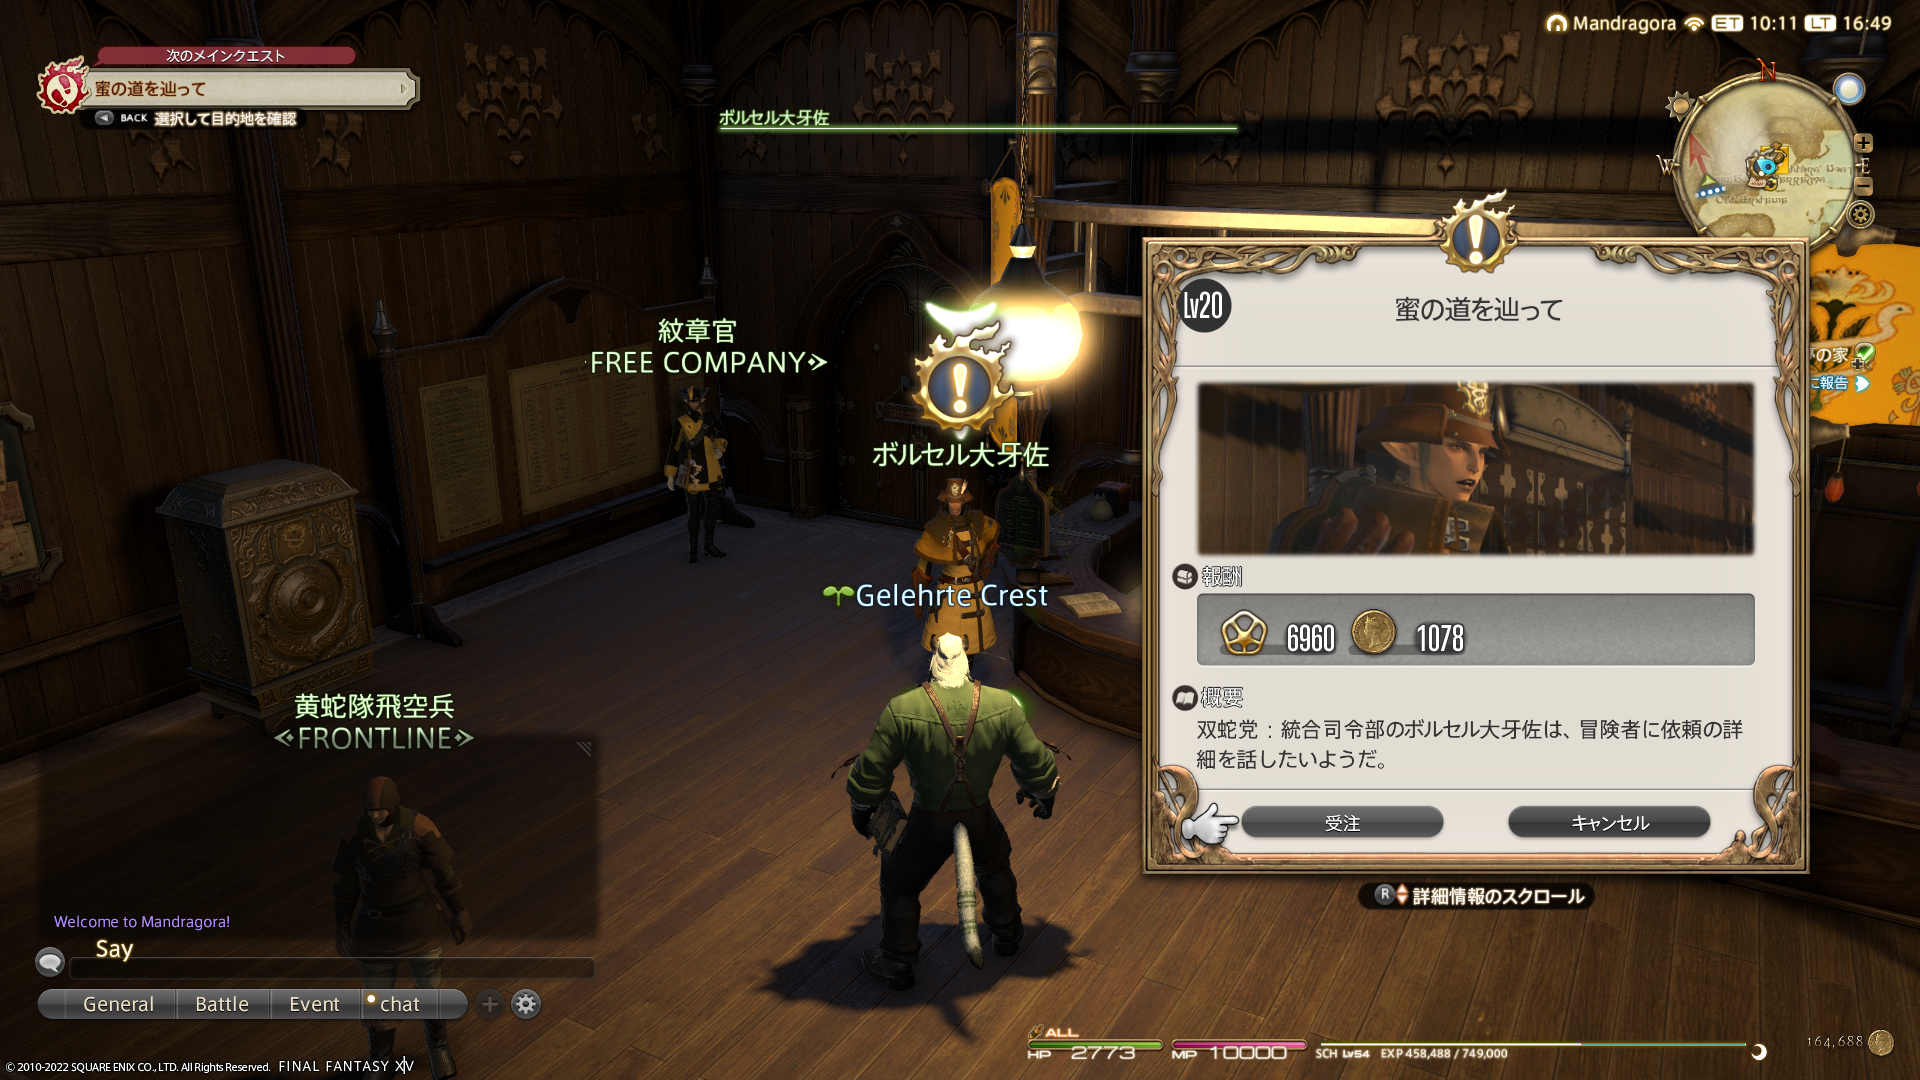 次のメインクエスト
蜜の道を辿って
BACK 選択して目的地を確認
ボルセル大牙佐
Mandragora ET 10:11 LT 16:49
N
W
E
紋章官
FREE COMPANY
ボルセル大牙佐
Gelehrte Crest
黄蛇隊飛空兵
FRONTLINE
Lv20
蜜の道を辿って
報酬
6960 1078
概要
双蛇党：統合司令部のボルセル大牙佐は、冒険者に依頼の詳
細を話したいようだ。
受注 キャンセル
R 詳細情報のスクロール
の家
に報告
Welcome to Mandragora!
Say
General Battle Event chat
ALL
HP 2773 MP 10000 SCH Lv54 EXP 458,488 / 749,000
164,688
© 2010-2022 SQUARE ENIX CO., LTD. All Rights Reserved. FINAL FANTASY XIV